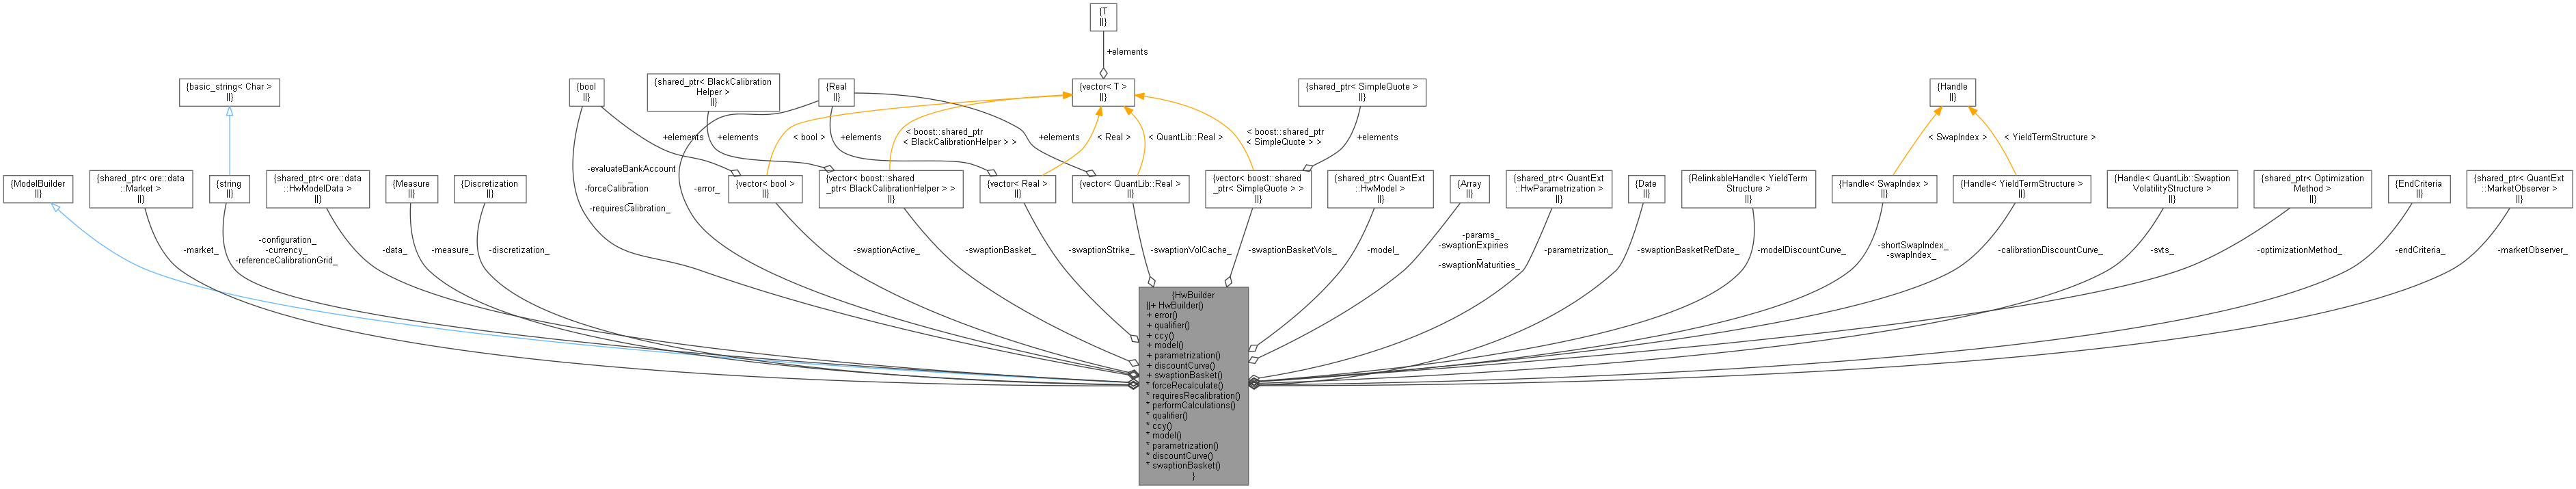 {T
||}
+elements
{basic_string< Char >
||}
{bool
||}
{shared_ptr< BlackCalibration
Helper >
||}
{Real
||}
{vector< T >
||}
{shared_ptr< SimpleQuote >
||}
{Handle
||}
+elements
+elements
< bool >
+elements
< boost::shared_ptr
< BlackCalibrationHelper > >
+elements
< Real >
< QuantLib::Real >
< boost::shared_ptr
< SimpleQuote > >
+elements
< SwapIndex >
< YieldTermStructure >
{ModelBuilder
||}
{shared_ptr< ore::data
::Market >
||}
{string
||}
{shared_ptr< ore::data
::HwModelData >
||}
{Measure
||}
{Discretization
||}
-evaluateBankAccount
_
-forceCalibration
_
-requiresCalibration_
-error_
{vector< bool >
||}
{vector< boost::shared
_ptr< BlackCalibrationHelper > >
||}
{vector< Real >
||}
{vector< QuantLib::Real >
||}
{vector< boost::shared
_ptr< SimpleQuote > >
||}
{shared_ptr< QuantExt
::HwModel >
||}
{Array
||}
{shared_ptr< QuantExt
::HwParametrization >
||}
{Date
||}
{RelinkableHandle< YieldTerm
Structure >
||}
{Handle< SwapIndex >
||}
{Handle< YieldTermStructure >
||}
{Handle< QuantLib::Swaption
VolatilityStructure >
||}
{shared_ptr< Optimization
Method >
||}
{EndCriteria
||}
{shared_ptr< QuantExt
::MarketObserver >
||}
-market_
-configuration_
-currency_
-referenceCalibrationGrid_
-data_
-measure_
-discretization_
-swaptionActive_
-swaptionBasket_
-swaptionStrike_
-swaptionVolCache_
-swaptionBasketVols_
-model_
-params_
-swaptionExpiries
_
-swaptionMaturities_
-parametrization_
-swaptionBasketRefDate_
-modelDiscountCurve_
-shortSwapIndex_
-swapIndex_
-calibrationDiscountCurve_
-svts_
-optimizationMethod_
-endCriteria_
-marketObserver_
{HwBuilder
||+ HwBuilder()
+ error()
+ qualifier()
+ ccy()
+ model()
+ parametrization()
+ discountCurve()
+ swaptionBasket()
* forceRecalculate()
* requiresRecalibration()
* performCalculations()
* qualifier()
* ccy()
* model()
* parametrization()
* discountCurve()
* swaptionBasket()
}